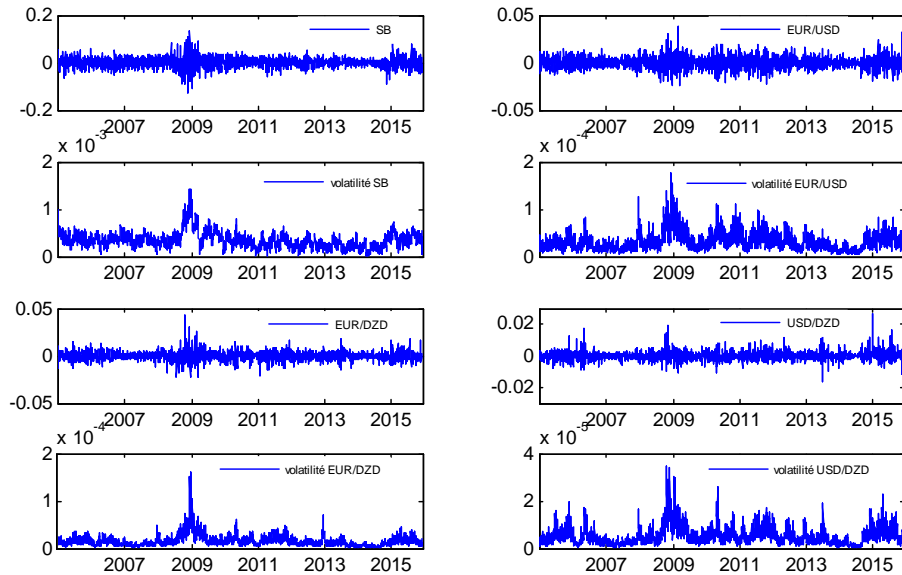 0.2
0
-0.2
SB
2007 2009 2011 2013 2015
0.05
0
-0.05
EUR/USD
2007 2009 2011 2013 2015
x 10-3
2
1
0
volatilité SB
2007 2009 2011 2013 2015
x 10-4
2
1
0
volatilité EUR/USD
2007 2009 2011 2013 2015
0.05
0
-0.05
EUR/DZD
2007 2009 2011 2013 2015
0.02
0
-0.02
USD/DZD
2007 2009 2011 2013 2015
x 10-4
2
1
0
volatilité EUR/DZD
2007 2009 2011 2013 2015
x 10-5
4
2
0
volatilité USD/DZD
2007 2009 2011 2013 2015